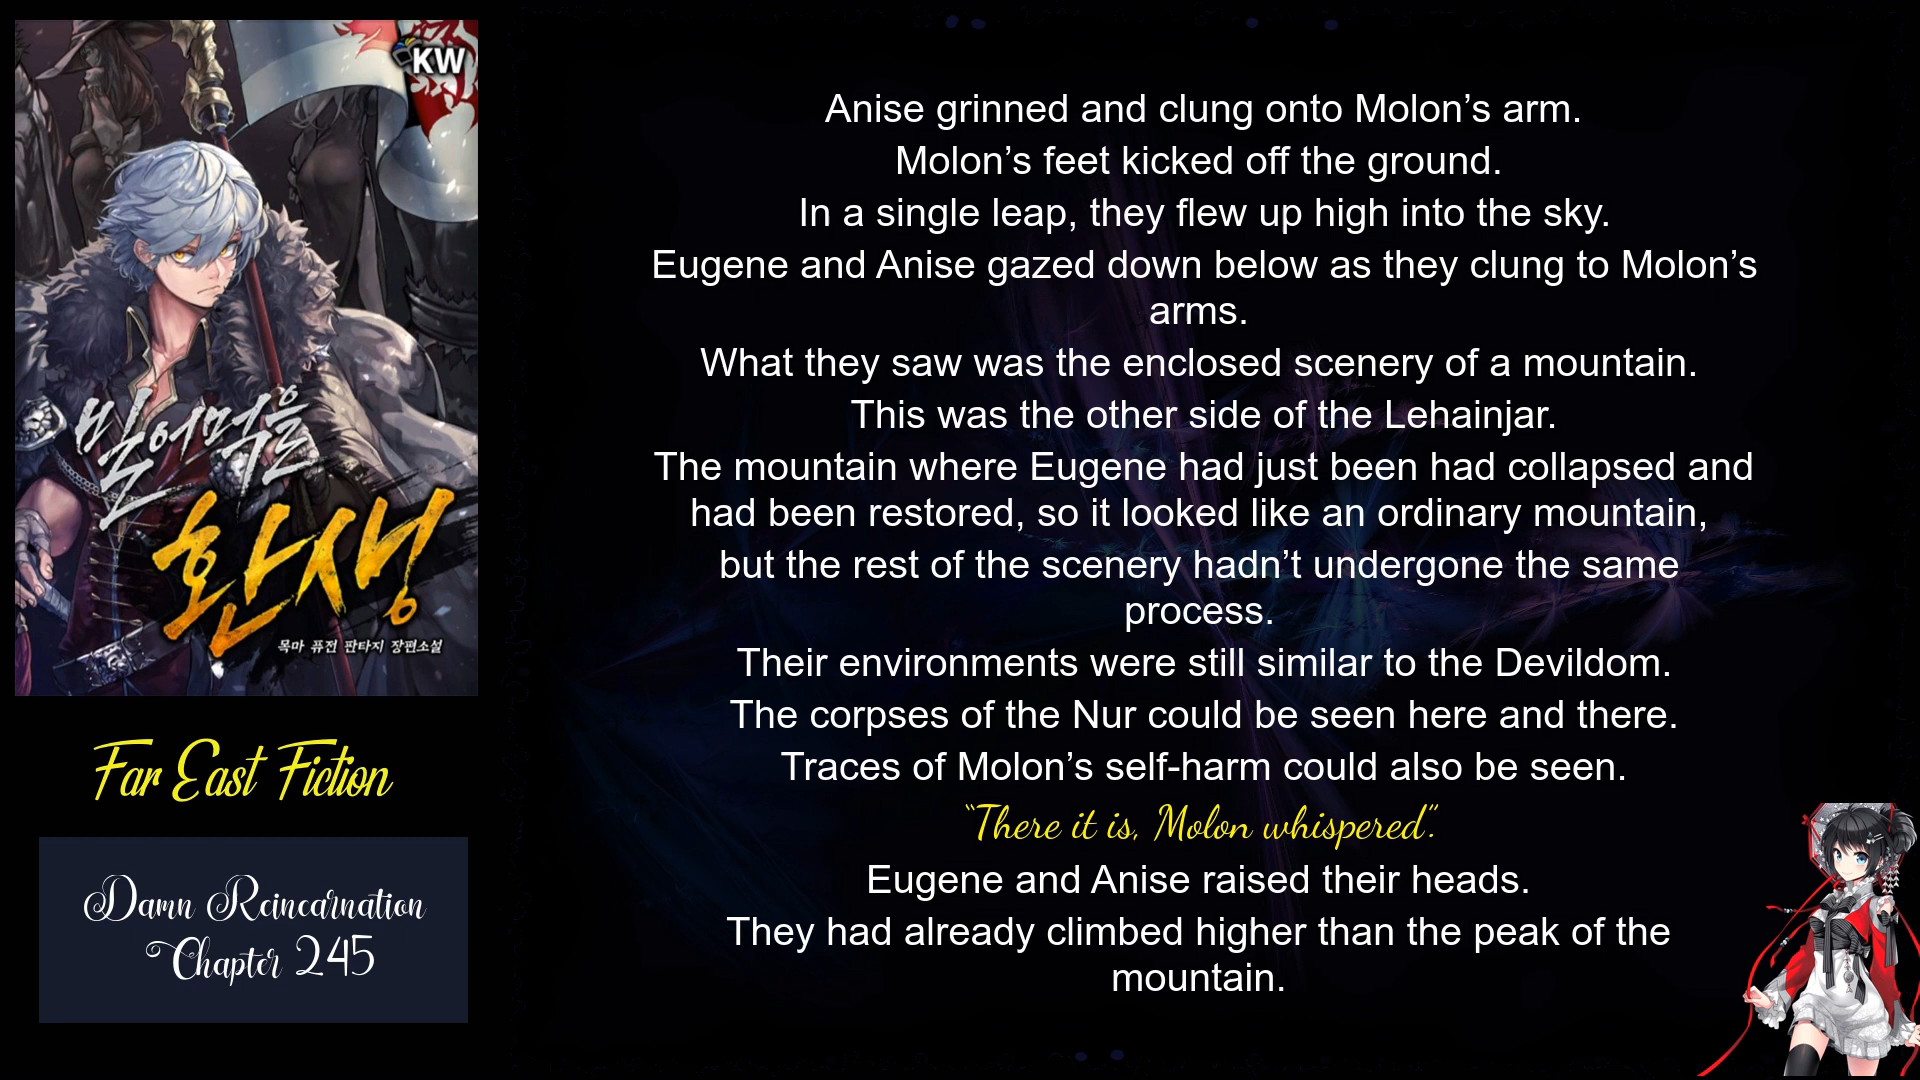 KW
빌어먹을
환생
목마 퓨전 판타지 장편소설
Far East Fiction
Damn Reincarnation
Chapter 245
Anise grinned and clung onto Molon’s arm.
Molon’s feet kicked off the ground.
In a single leap, they flew up high into the sky.
Eugene and Anise gazed down below as they clung to Molon’s
arms.
What they saw was the enclosed scenery of a mountain.
This was the other side of the Lehainjar.
The mountain where Eugene had just been had collapsed and
had been restored, so it looked like an ordinary mountain,
but the rest of the scenery hadn’t undergone the same
process.
Their environments were still similar to the Devildom.
The corpses of the Nur could be seen here and there.
Traces of Molon’s self-harm could also be seen.
“There it is, Molon whispered”.
Eugene and Anise raised their heads.
They had already climbed higher than the peak of the
mountain.